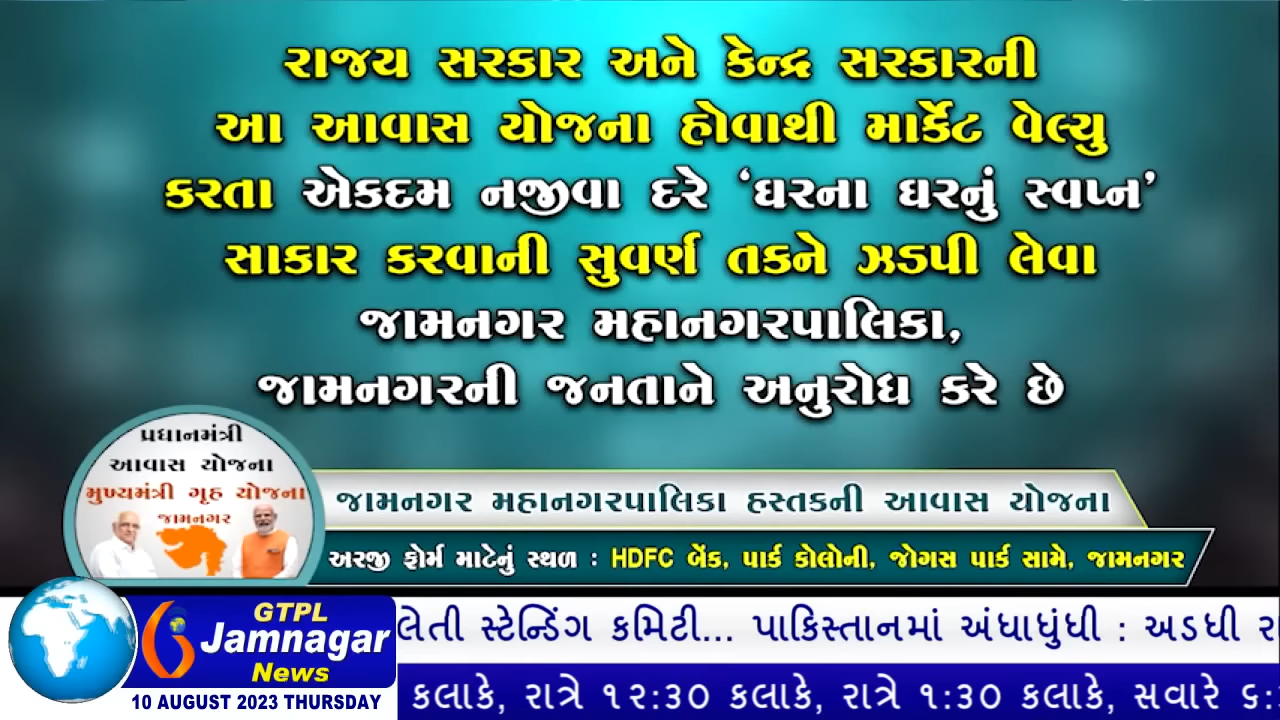 રાજય સરકાર અને કેન્દ્ર સરકારની
આ આવાસ યોજના હોવાથી માર્કેટ વેલ્યુ
કરતા એકદમ નજીવા દરે ‘ઘરના ઘરનું સ્વપ્ન’
સાકાર કરવાની સુવર્ણ તકને ઝડપી લેવા
જામનગર મહાનગરપાલિકા,
જામનગરની જનતાને અનુરોધ કરે છે
પ્રધાનમંત્રી
આવાસ યોજના
મુખ્યમંત્રી ગૃહ યોજના
જામનગર
જામનગર મહાનગરપાલિકા હસ્તકની આવાસ યોજના
અરજી ફોર્મ માટેનું સ્થળ : HDFC બેંક, પાર્ક કોલોની, જોગસ પાર્ક સામે, જામનગર
GTPL
Jamnagar
News
10 AUGUST 2023 THURSDAY
લેતી સ્ટેન્ડિંગ કમિટી... પાકિસ્તાનમાં અંધાધુંધી : અડધી
કલાકે, રાત્રે ૧૨:૩૦ કલાકે, રાત્રે ૧:૩૦ કલાકે, સવારે ૬: